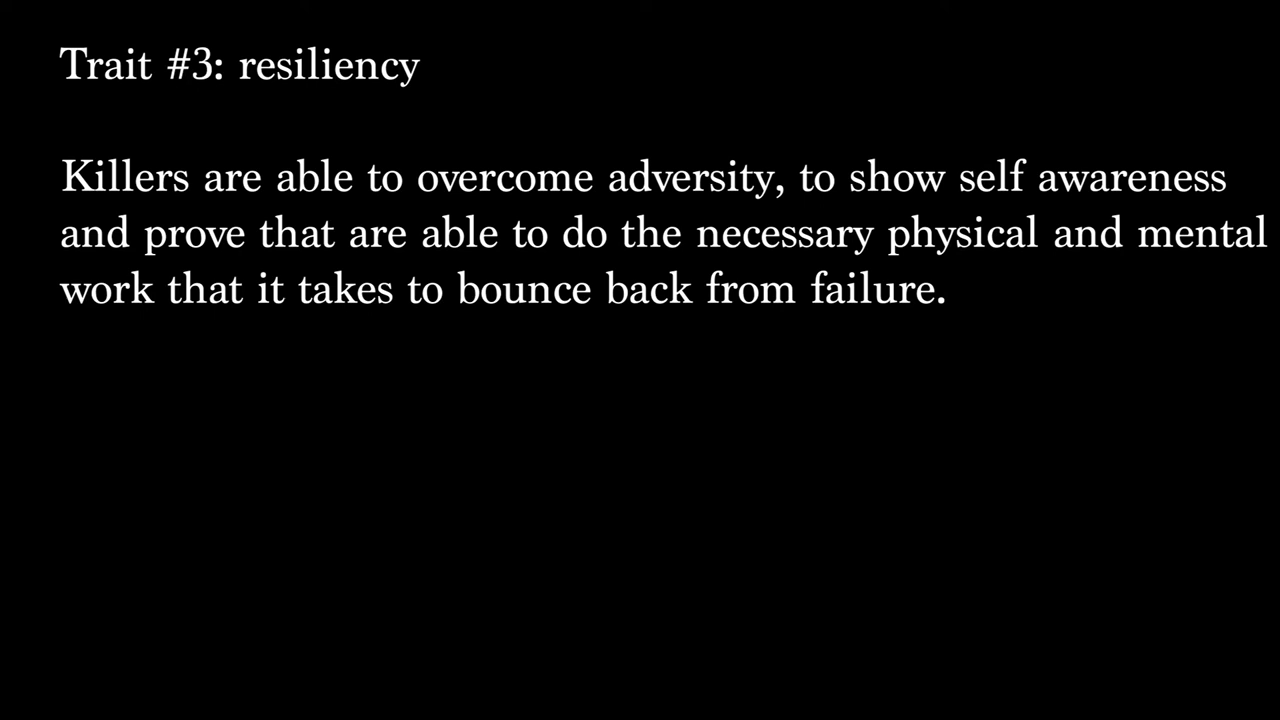 Trait #3: resiliency
Killers are able to overcome adversity, to show self awareness
and prove that are able to do the necessary physical and mental
work that it takes to bounce back from failure.